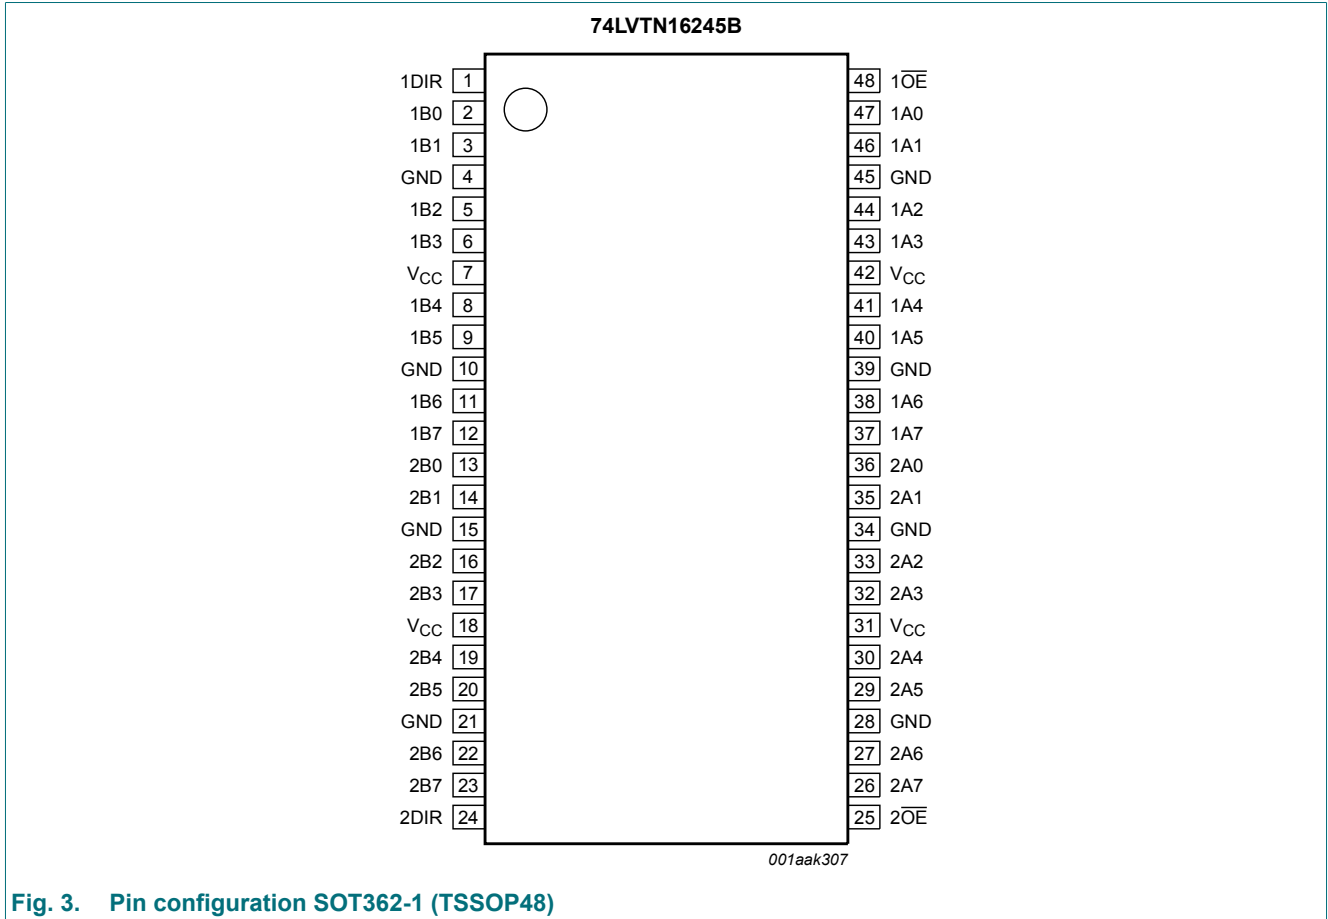 74LVTN16245B
1DIR 1 48 1O̅E̅
1B0 2 47 1A0
1B1 3 46 1A1
GND 4 45 GND
1B2 5 44 1A2
1B3 6 43 1A3
VCC 7 42 VCC
1B4 8 41 1A4
1B5 9 40 1A5
GND 10 39 GND
1B6 11 38 1A6
1B7 12 37 1A7
2B0 13 36 2A0
2B1 14 35 2A1
GND 15 34 GND
2B2 16 33 2A2
2B3 17 32 2A3
VCC 18 31 VCC
2B4 19 30 2A4
2B5 20 29 2A5
GND 21 28 GND
2B6 22 27 2A6
2B7 23 26 2A7
2DIR 24 25 2O̅E̅
001aak307
Fig. 3. Pin configuration SOT362-1 (TSSOP48)